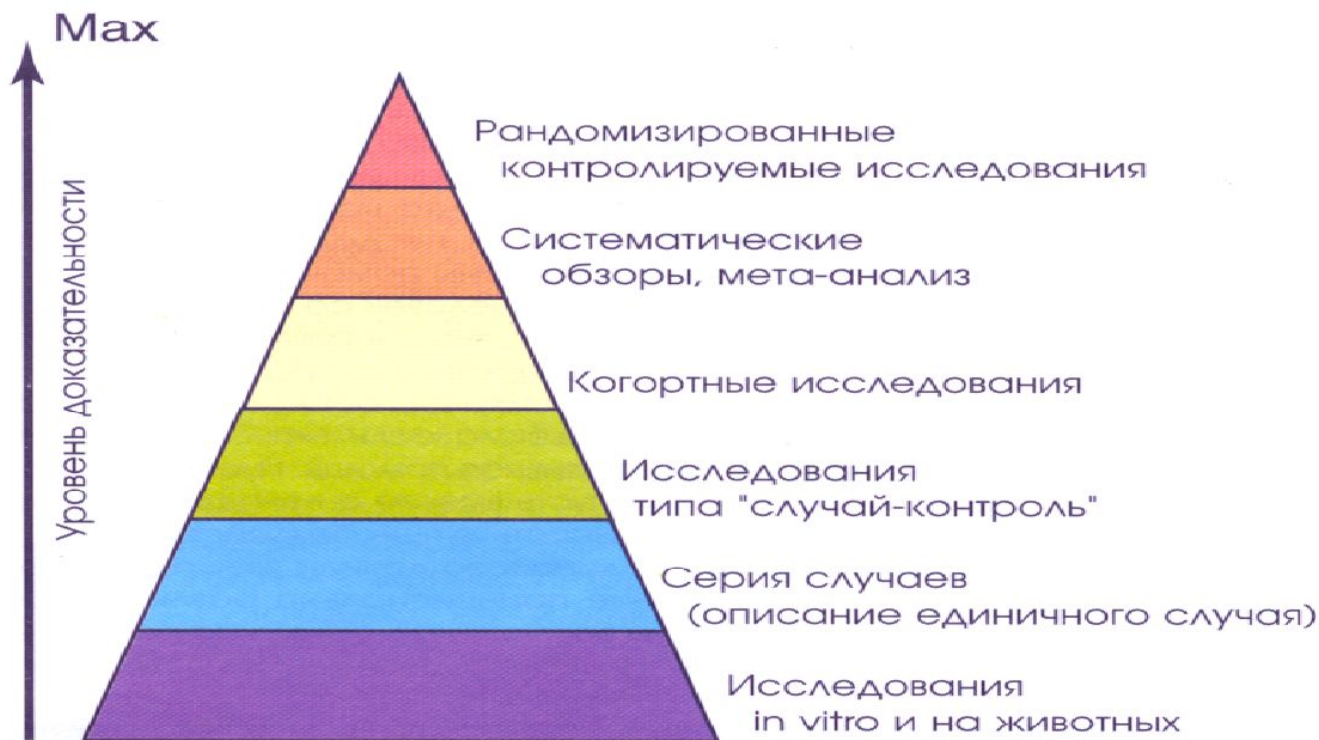 Max
Уровень доказательности
Рандомизированные
контролируемые исследования
Систематические
обзоры, мета-анализ
Когортные исследования
Исследования
типа "случай-контроль"
Серия случаев
(описание единичного случая)
Исследования
in vitro и на животных